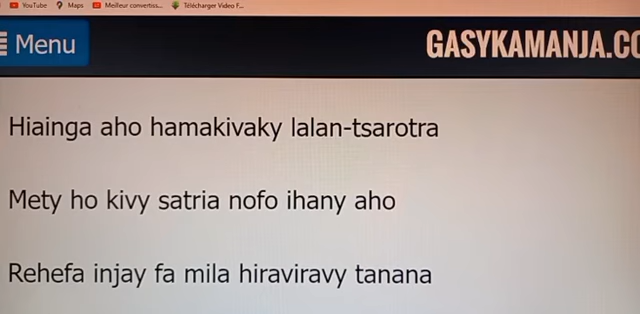 YouTube Maps Meilleur convertiss... Télécharger Video F...
Menu GASYKAMANJA.CO
Hiainga aho hamakivaky lalan-tsarotra
Mety ho kivy satria nofo ihany aho
Rehefa injay fa mila hiraviravy tanana